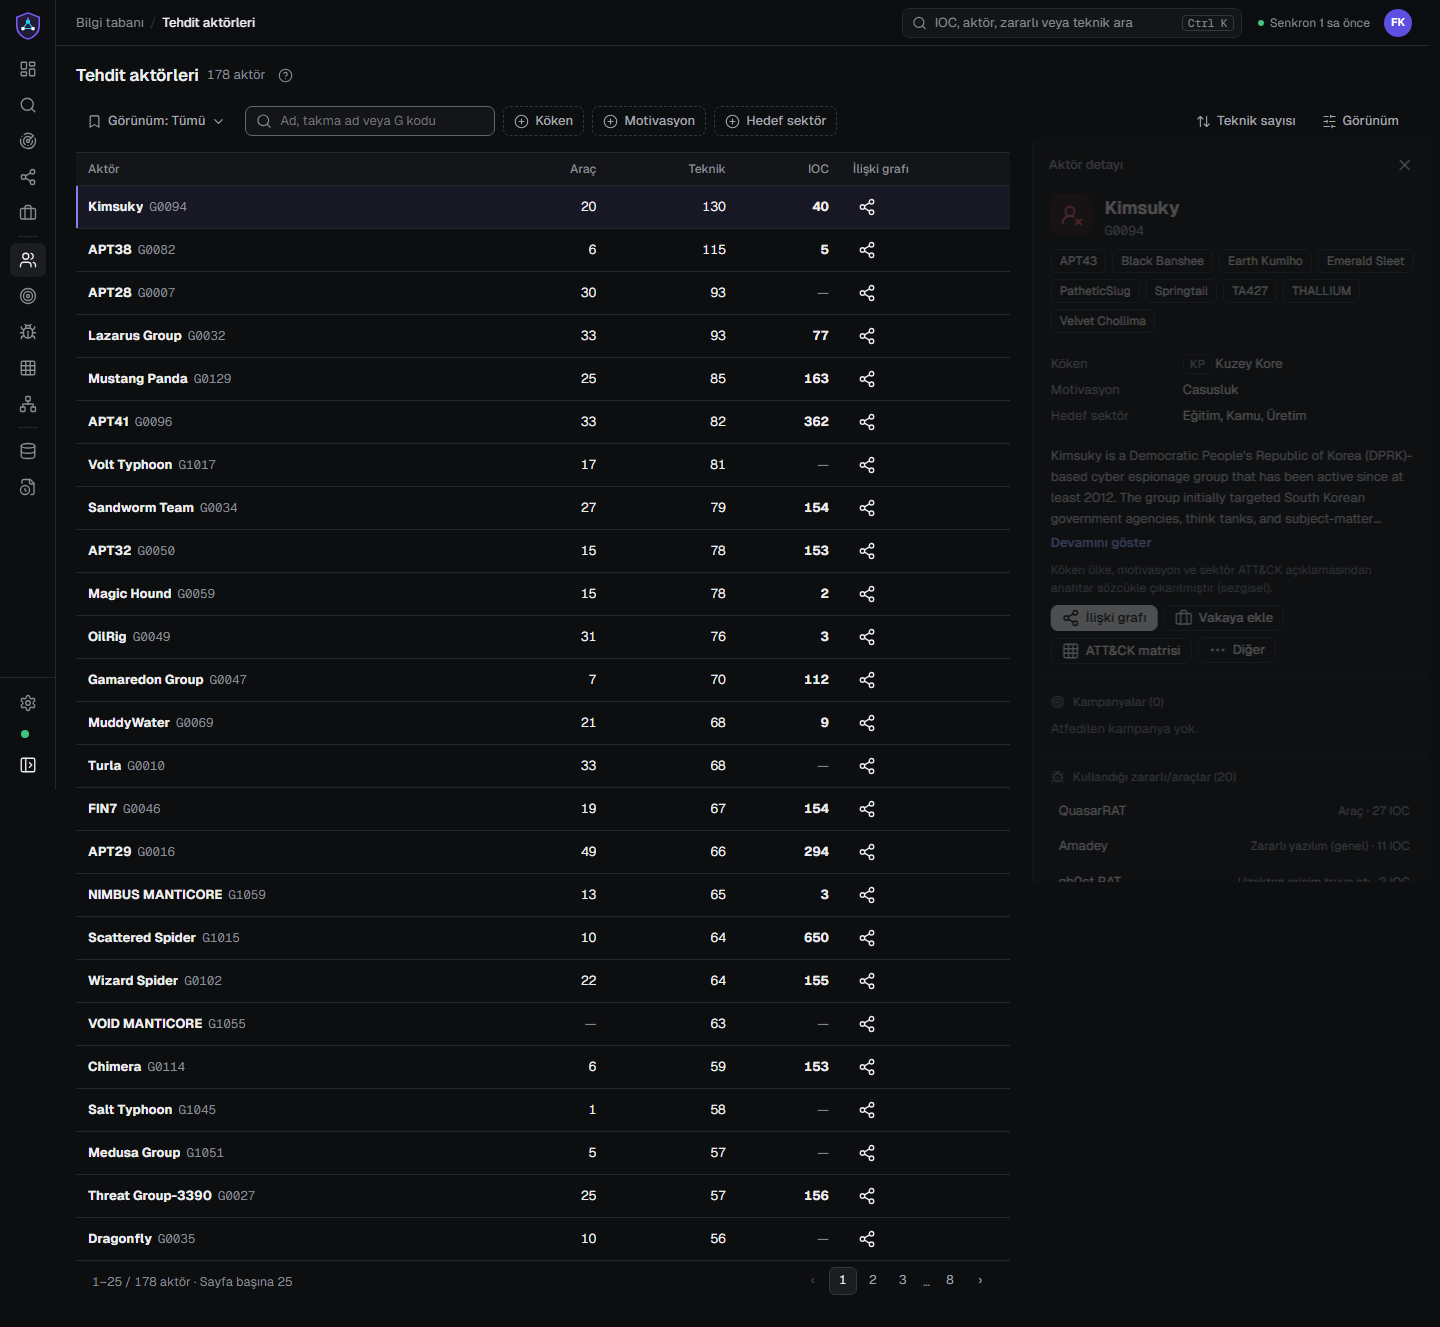 Bilgi tabanı / Tehdit aktörleri
IOC, aktör, zararlı veya teknik ara
Ctrl K
Senkron 1 sa önce
FK
Tehdit aktörleri 178 aktör
Görünüm: Tümü
Ad, takma ad veya G kodu
Köken
Motivasyon
Hedef sektör
Teknik sayısı
Görünüm
Aktör Araç Teknik IOC İlişki grafı
Kimsuky G0094 20 130 40
APT38 G0082 6 115 5
APT28 G0007 30 93 —
Lazarus Group G0032 33 93 77
Mustang Panda G0129 25 85 163
APT41 G0096 33 82 362
Volt Typhoon G1017 17 81 —
Sandworm Team G0034 27 79 154
APT32 G0050 15 78 153
Magic Hound G0059 15 78 2
OilRig G0049 31 76 3
Gamaredon Group G0047 7 70 112
MuddyWater G0069 21 68 9
Turla G0010 33 68 —
FIN7 G0046 19 67 154
APT29 G0016 49 66 294
NIMBUS MANTICORE G1059 13 65 3
Scattered Spider G1015 10 64 650
Wizard Spider G0102 22 64 155
VOID MANTICORE G1055 — 63 —
Chimera G0114 6 59 153
Salt Typhoon G1045 1 58 —
Medusa Group G1051 5 57 —
Threat Group-3390 G0027 25 57 156
Dragonfly G0035 10 56 —
1–25 / 178 aktör · Sayfa başına 25
‹ 1 2 3 … 8 ›
Aktör detayı
Kimsuky
G0094
APT43 Black Banshee Earth Kumiho Emerald Sleet
PatheticSlug Springtail TA427 THALLIUM
Velvet Chollima
Köken KP Kuzey Kore
Motivasyon Casusluk
Hedef sektör Eğitim, Kamu, Üretim
Kimsuky is a Democratic People's Republic of Korea (DPRK)-
based cyber espionage group that has been active since at
least 2012. The group initially targeted South Korean
government agencies, think tanks, and subject-matter…
Devamını göster
Köken ülke, motivasyon ve sektör ATT&CK açıklamasından
anahtar sözcükle çıkarılmıştır (sezgisel).
İlişki grafı
Vakaya ekle
ATT&CK matrisi
Diğer
Kampanyalar (0)
Atfedilen kampanya yok.
Kullandığı zararlı/araçlar (20)
QuasarRAT Araç · 27 IOC
Amadey Zararlı yazılım (genel) · 11 IOC
gh0st RAT Uzaktan erişim truva atı · 2 IOC